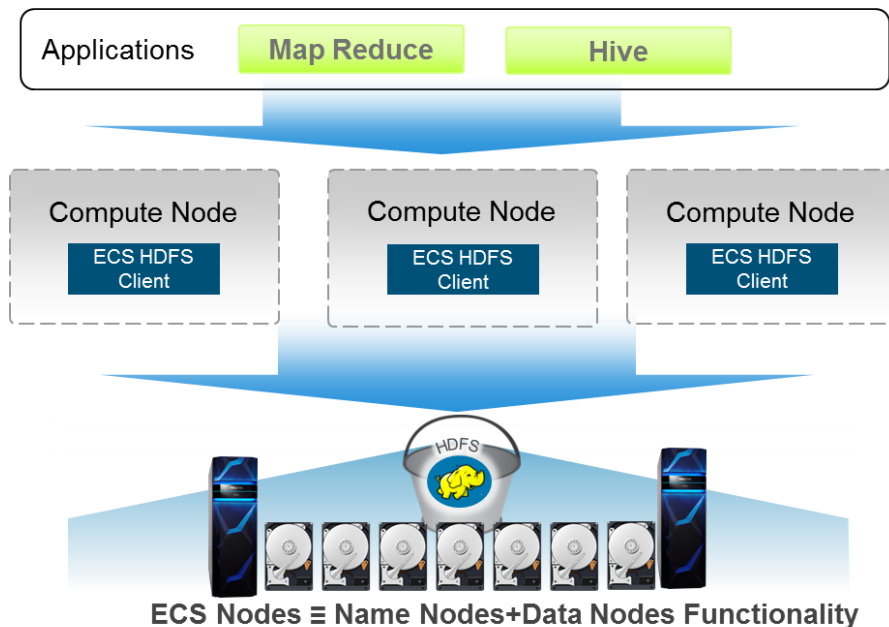 Applications
Map Reduce
Hive
Compute Node
ECS HDFS
Client
Compute Node
ECS HDFS
Client
Compute Node
ECS HDFS
Client
HDFS
ECS Nodes ≡ Name Nodes+Data Nodes Functionality